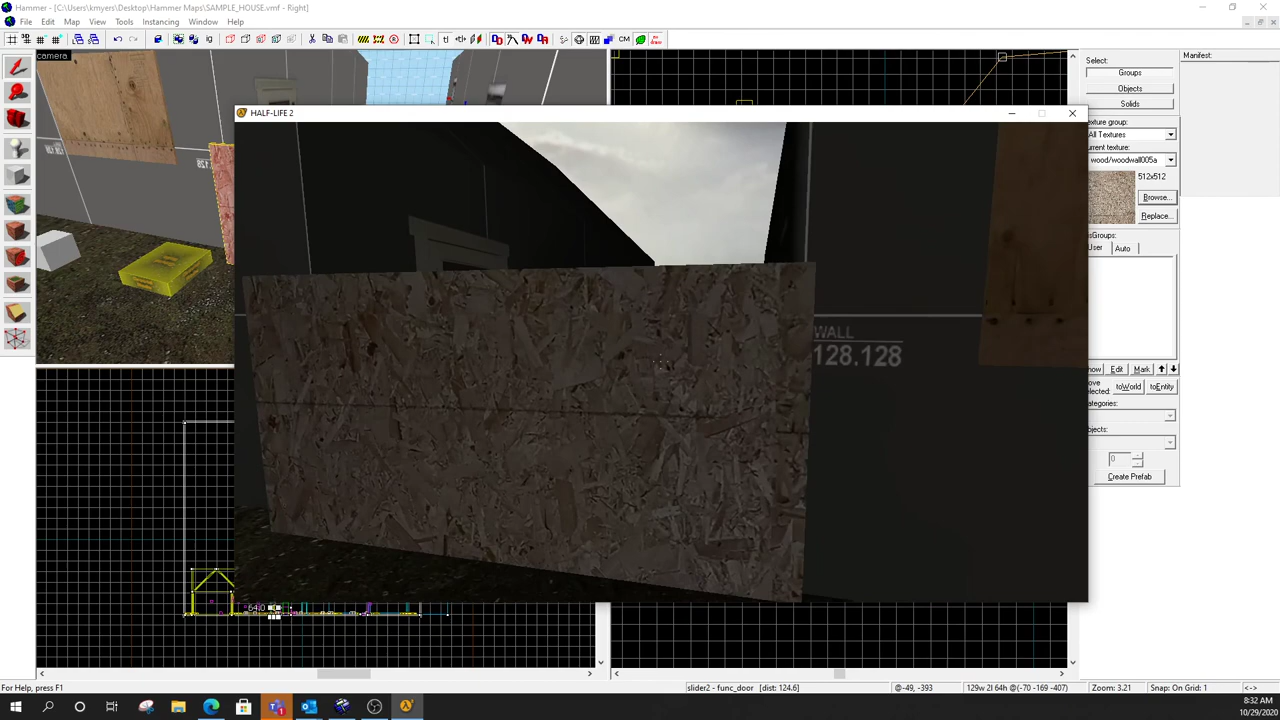 Hammer - [C:\Users\kmyers\Desktop\Hammer Maps\SAMPLE_HOUSE.vmf - Right]
File Edit Map View Tools Instancing Window Help
camera
Select:
Groups
Objects
Solids
Texture group:
All Textures
wood/woodwall005a
512x512
Browse...
Replace...
User Auto
Edit Mark
toWorld toEntity
0
Create Prefab
Manifest:
HALF-LIFE 2
WALL
128.128
64.0
For Help, press F1
slider2 - func_door [dist: 124.6]
@-49, -393
129w 2l 64h @(-70 -169 -407)
Zoom: 3.21
Snap: On Grid: 1
<->
8:32 AM
10/29/2020